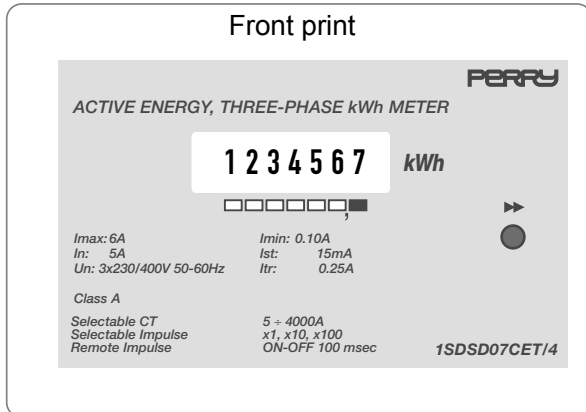 Front print
PERRY
ACTIVE ENERGY, THREE-PHASE kWh METER
1234567 kWh
Imax: 6A Imin: 0.10A
In: 5A Ist: 15mA
Un: 3x230/400V 50-60Hz Itr: 0.25A
Class A
Selectable CT 5 ÷ 4000A
Selectable Impulse x1, x10, x100
Remote Impulse ON-OFF 100 msec
1SDSD07CET/4